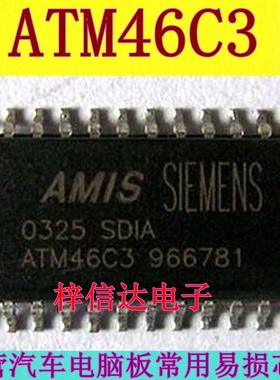 ATM46C3
AMIS SIEMENS
0325 SDIA
ATM46C3 966781
梓信达电子
营汽车电脑板常用易损